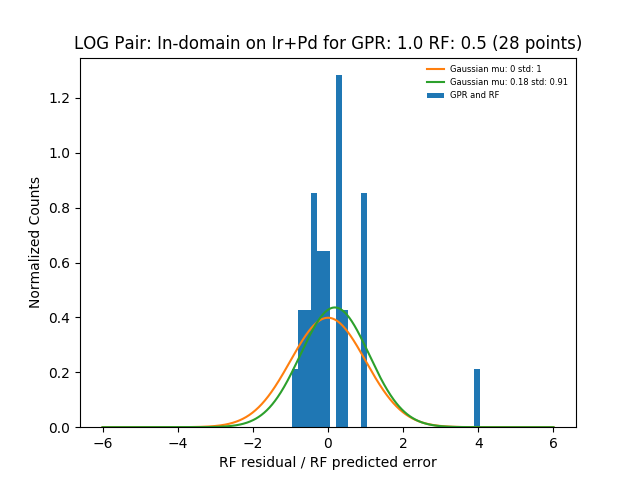 LOG Pair: In-domain on Ir+Pd for GPR: 1.0 RF: 0.5 (28 points)
Gaussian mu: 0 std: 1
Gaussian mu: 0.18 std: 0.91
GPR and RF
Normalized Counts
1.2
1.0
0.8
0.6
0.4
0.2
0.0
−6
−4
−2
0
2
4
6
RF residual / RF predicted error